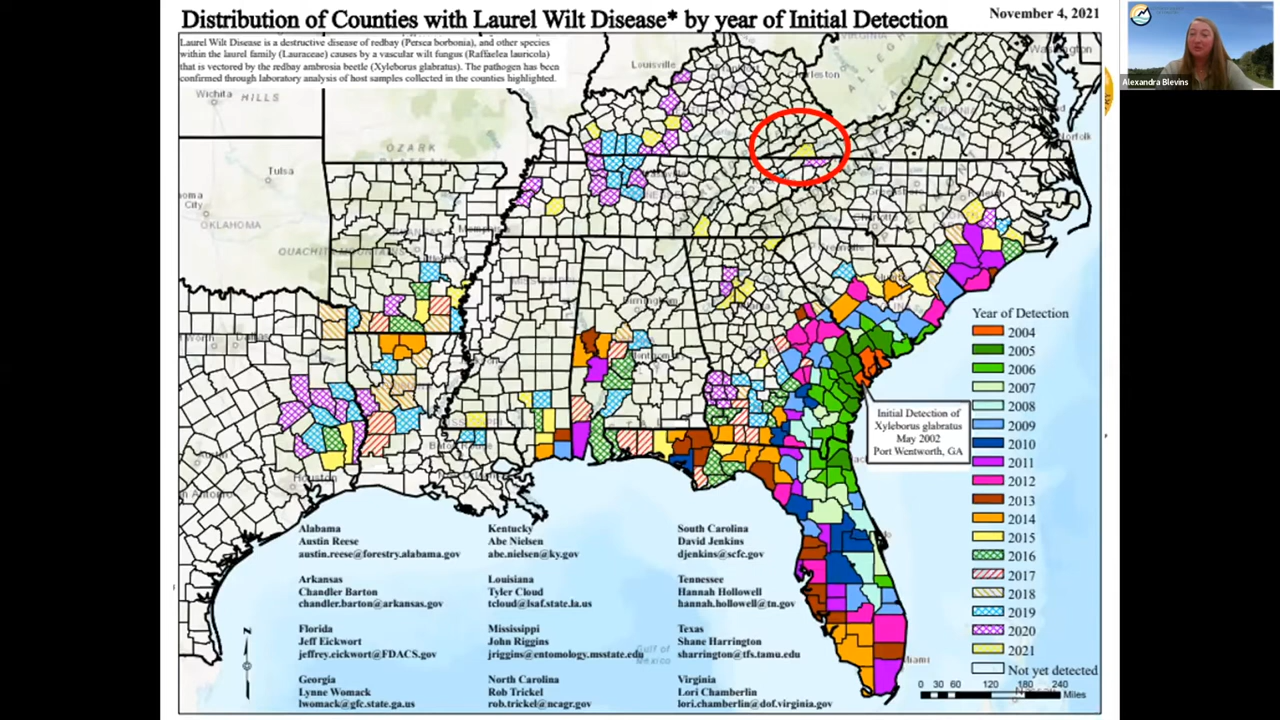 Distribution of Counties with Laurel Wilt Disease* by year of Initial Detection
November 4, 2021
Laurel Wilt Disease is a destructive disease of redbay (Persea borbonia), and other species
within the laurel family (Lauraceae) causes by a vascular wilt fungus (Raffaelea lauricola)
that is vectored by the redbay ambrosia beetle (Xyleborus glabratus). The pathogen has been
confirmed through laboratory analysis of host samples collected in the counties highlighted.
Alexandra Blevins
Louisville
Wichita
HILLS
OZARK
Tulsa
OKLAHOMA
Houston
Miami
Year of Detection
2004
2005
2006
2007
2008
2009
2010
2011
2012
2013
2014
2015
2016
2017
2018
2019
2020
2021
Not yet detected
Initial Detection of
Xyleborus glabratus
May 2002
Port Wentworth, GA
Alabama
Austin Reese
austin.reese@forestry.alabama.gov
Kentucky
Abe Nielsen
abe.nielsen@ky.gov
South Carolina
David Jenkins
djenkins@scfc.gov
Arkansas
Chandler Barton
chandler.barton@arkansas.gov
Louisiana
Tyler Cloud
tcloud@lsaf.state.la.us
Tennessee
Hannah Hollowell
hannah.hollowell@tn.gov
Florida
Jeff Eickwort
jeffrey.eickwort@FDACS.gov
Mississippi
John Riggins
jriggins@entomology.msstate.edu
Texas
Shane Harrington
sharrington@tfs.tamu.edu
Georgia
Lynne Womack
lwomack@gfc.state.ga.us
North Carolina
Rob Trickel
rob.trickel@ncagr.gov
Virginia
Lori Chamberlin
lori.chamberlin@dof.virginia.gov
Gulf of
Mexico
N
0 30 60 120 180 240
Miles